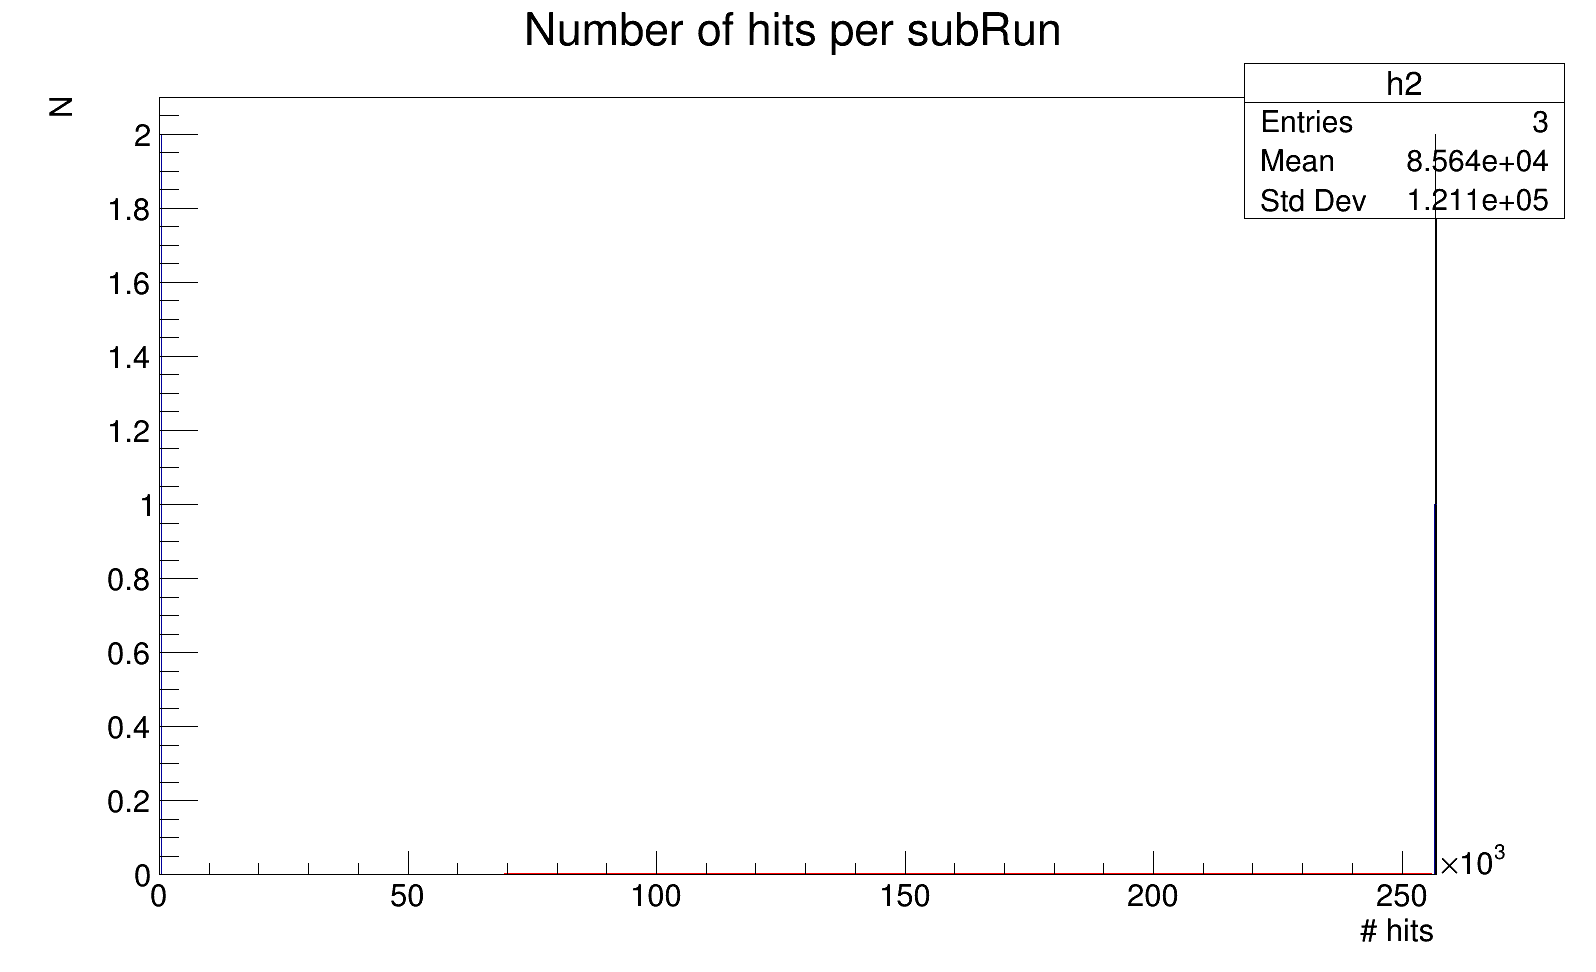 Number of hits per subRun
h2
Entries 3
Mean 8.564e+04
Std Dev 1.211e+05
N
2
1.8
1.6
1.4
1.2
1
0.8
0.6
0.4
0.2
0
0 50 100 150 200 250
×10³
# hits